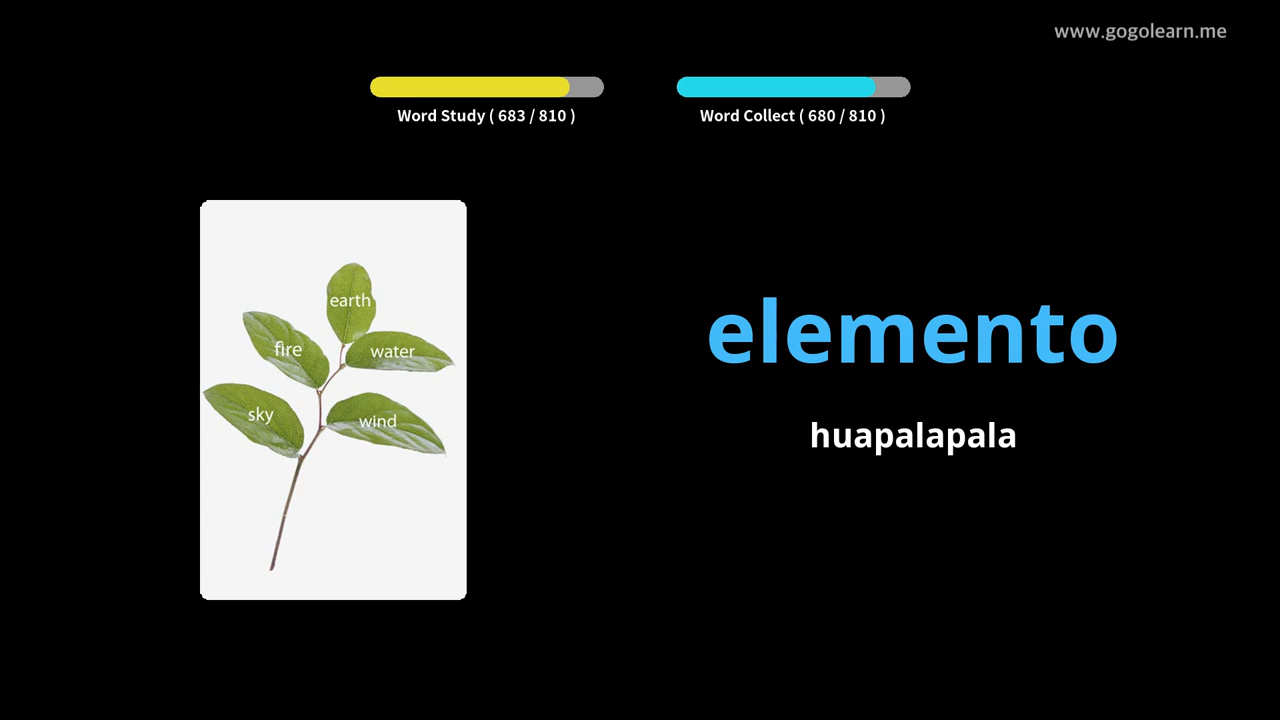 www.gogolearn.me
Word Study ( 683 / 810 )
Word Collect ( 680 / 810 )
earth
fire
water
sky
wind
elemento
huapalapala